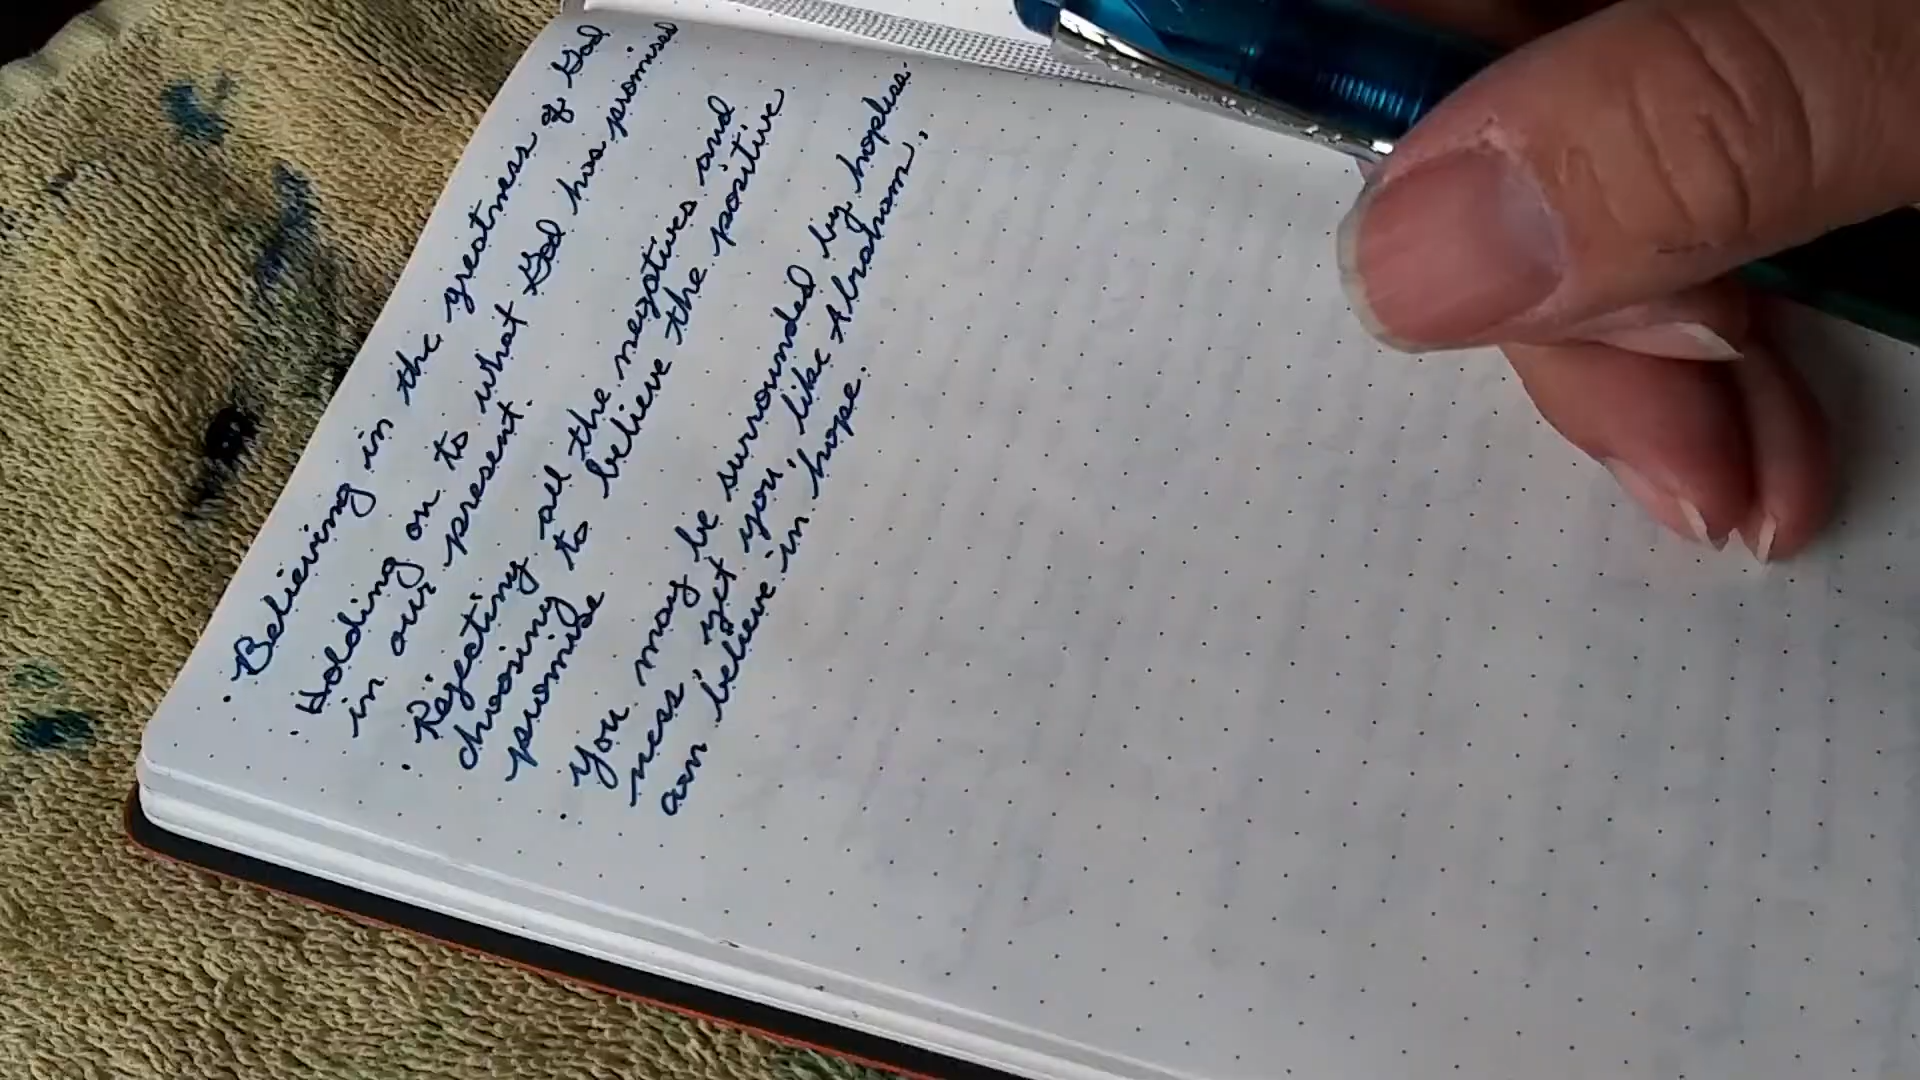 · Believing in the greatness of God
· Holding on to what God has promised
in our present.
· Rejecting all the negatives and
choosing to believe the positive
promise
· You may be surrounded by hopless.
ness yet you, like Abraham,
can believe in hope.